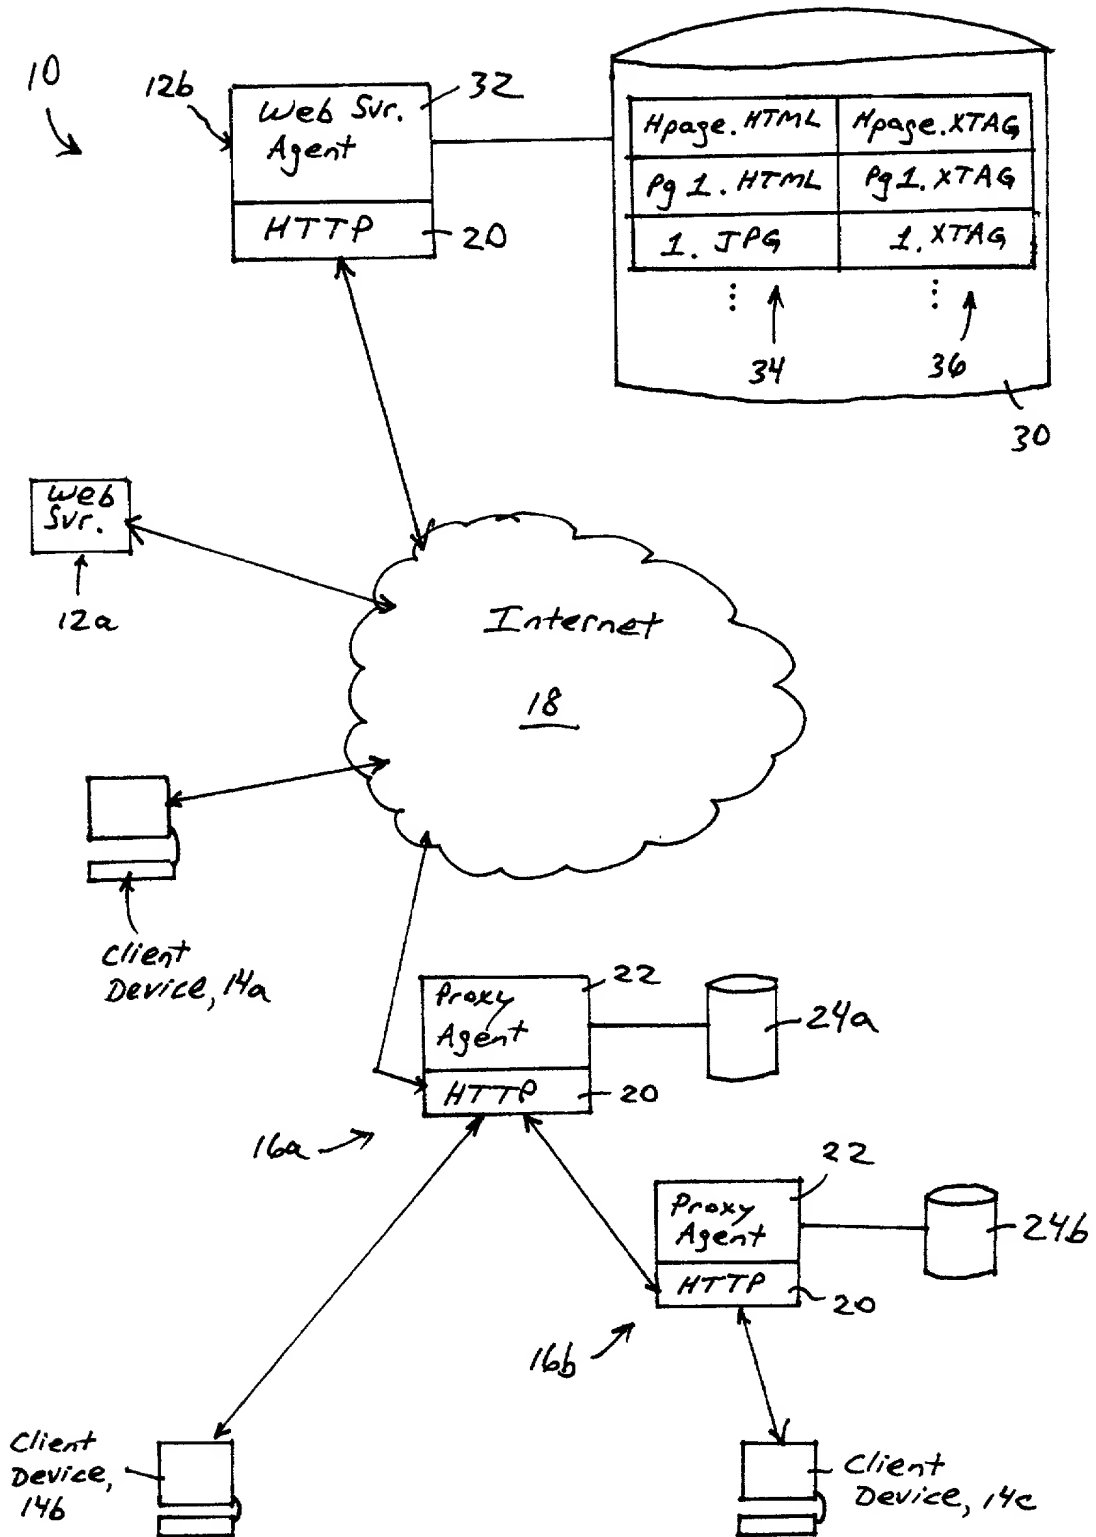 10
12b
Web Svr.
Agent
32
HTTP
20
Hpage.HTML Hpage.XTAG
Pg 1.HTML Pg1.XTAG
1. JPG 1. XTAG
34
36
30
Web
Svr.
12a
Internet
18
Client
Device, 14a
Proxy
Agent
22
24a
HTTP
20
16a
Proxy
Agent
22
24b
HTTP
20
16b
Client
Device,
14b
Client
Device, 14c